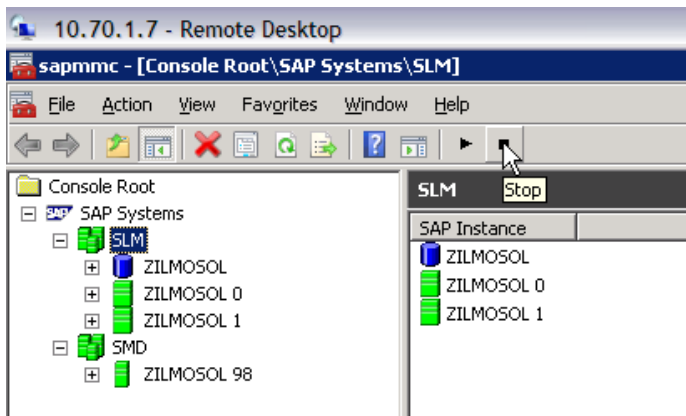 10.70.1.7 - Remote Desktop
sapmmc - [Console Root\SAP Systems\SLM]
File Action View Favorites Window Help
Stop
Console Root
SAP SAP Systems
SLM
ZILMOSOL
ZILMOSOL 0
ZILMOSOL 1
SMD
ZILMOSOL 98
SLM
SAP Instance
ZILMOSOL
ZILMOSOL 0
ZILMOSOL 1